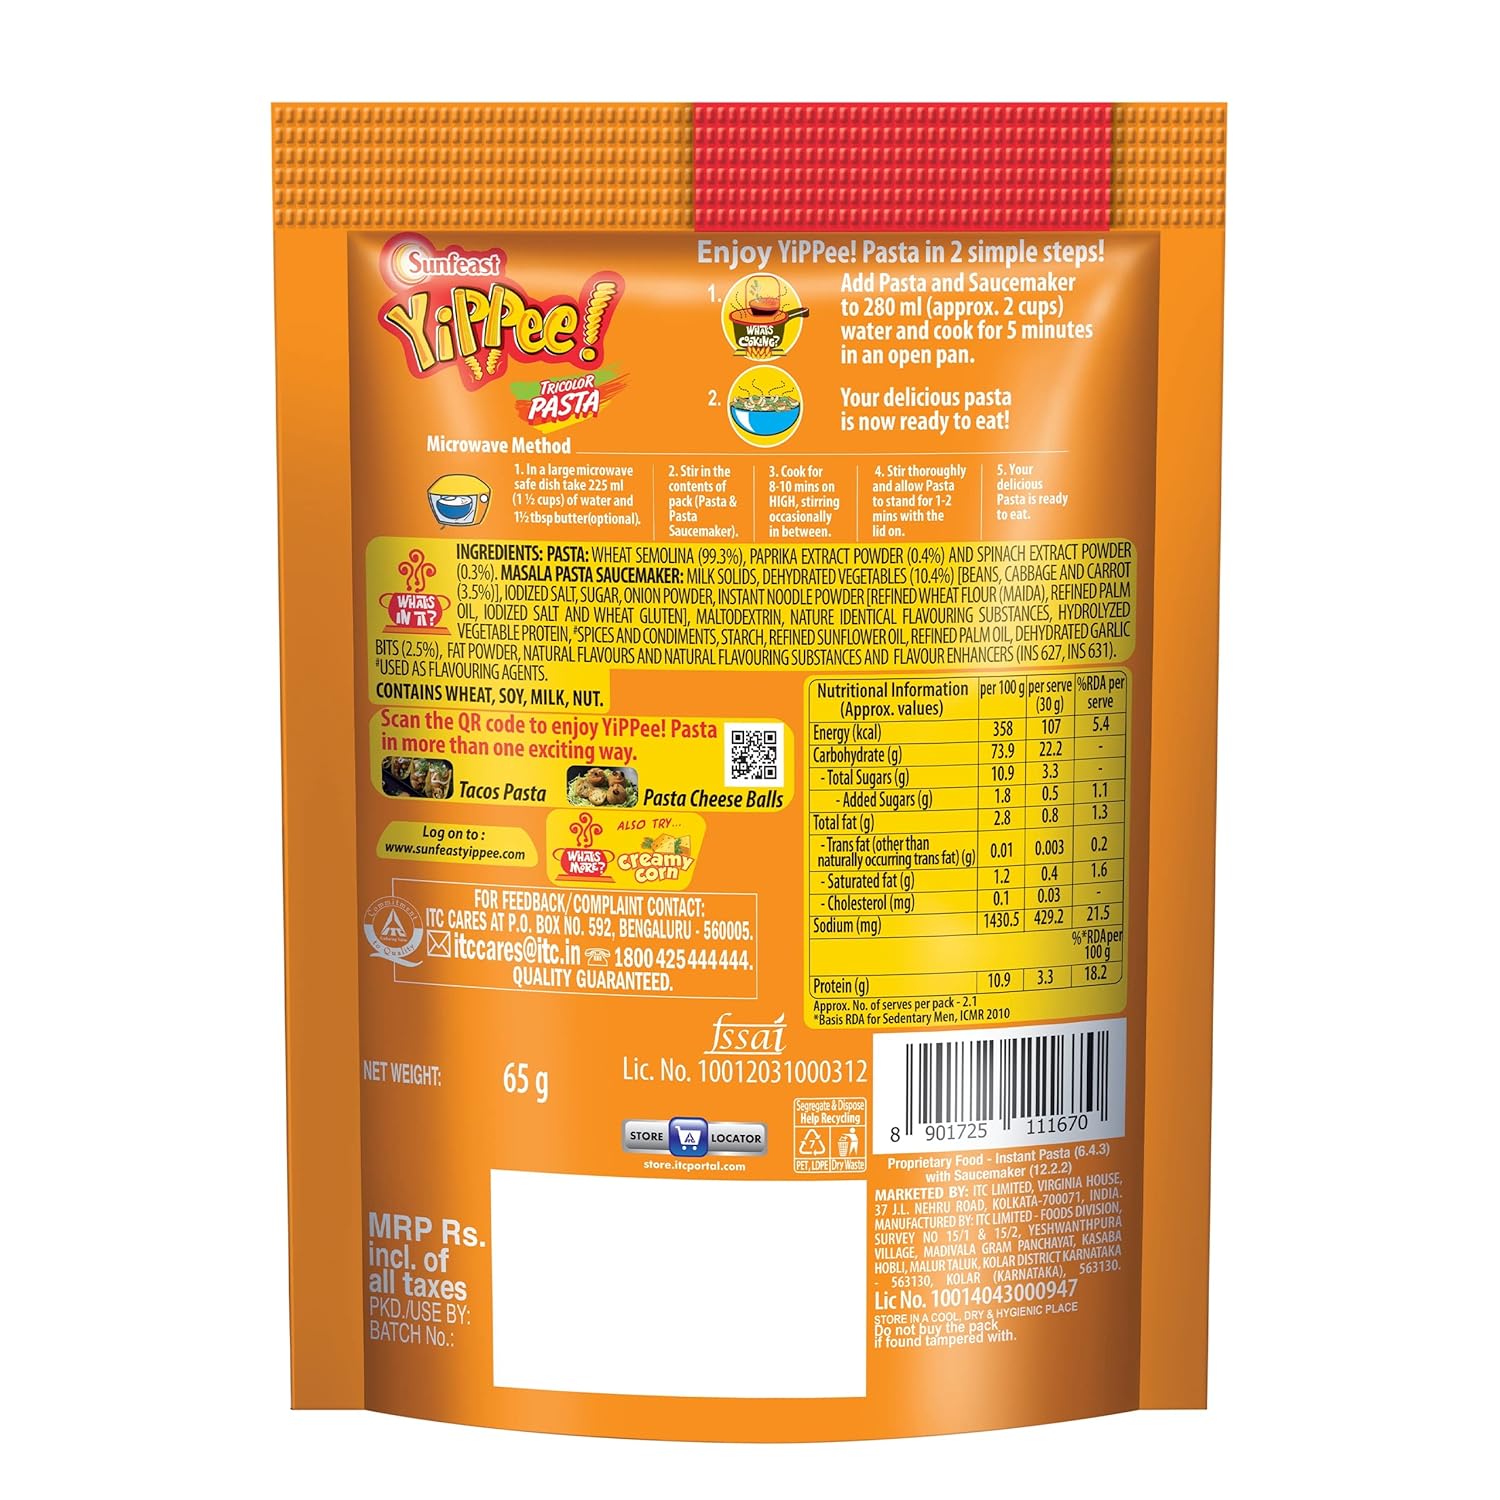 Sunfeast
YiPPee!
TRICOLOR
PASTA
Enjoy YiPPee! Pasta in 2 simple steps!
1.
WHATS
COOKING?
Add Pasta and Saucemaker
to 280 ml (approx. 2 cups)
water and cook for 5 minutes
in an open pan.
2.
Your delicious pasta
is now ready to eat!
Microwave Method
1. In a large microwave
safe dish take 225 ml
(1 ½ cups) of water and
1½ tbsp butter(optional).
2. Stir in the
contents of
pack (Pasta &
Pasta
Saucemaker).
3. Cook for
8-10 mins on
HIGH, stirring
occasionally
in between.
4. Stir thoroughly
and allow Pasta
to stand for 1-2
mins with the
lid on.
5. Your
delicious
Pasta is ready
to eat.
WHATS
IN IT?
INGREDIENTS: PASTA: WHEAT SEMOLINA (99.3%), PAPRIKA EXTRACT POWDER (0.4%) AND SPINACH EXTRACT POWDER
(0.3%). MASALA PASTA SAUCEMAKER: MILK SOLIDS, DEHYDRATED VEGETABLES (10.4%) [BEANS, CABBAGE AND CARROT
(3.5%)], IODIZED SALT, SUGAR, ONION POWDER, INSTANT NOODLE POWDER [REFINED WHEAT FLOUR (MAIDA), REFINED PALM
OIL, IODIZED SALT AND WHEAT GLUTEN], MALTODEXTRIN, NATURE IDENTICAL FLAVOURING SUBSTANCES, HYDROLYZED
VEGETABLE PROTEIN, #SPICES AND CONDIMENTS, STARCH, REFINED SUNFLOWER OIL, REFINED PALM OIL, DEHYDRATED GARLIC
BITS (2.5%), FAT POWDER, NATURAL FLAVOURS AND NATURAL FLAVOURING SUBSTANCES AND FLAVOUR ENHANCERS (INS 627, INS 631).
#USED AS FLAVOURING AGENTS.
CONTAINS WHEAT, SOY, MILK, NUT.
Scan the QR code to enjoy YiPPee! Pasta
in more than one exciting way.
Tacos Pasta
Pasta Cheese Balls
Log on to :
www.sunfeastyippee.com
WHATS
MORE?
ALSO TRY...
creamy
corn
Commitment
to Quality
FOR FEEDBACK/COMPLAINT CONTACT:
ITC CARES AT P.O. BOX NO. 592, BENGALURU - 560005.
itccares@itc.in 1800 425 444 444.
QUALITY GUARANTEED.
Nutritional Information (Approx. values) per 100 g per serve (30 g) %RDA per serve
Energy (kcal) 358 107 5.4
Carbohydrate (g) 73.9 22.2 -
- Total Sugars (g) 10.9 3.3 -
- Added Sugars (g) 1.8 0.5 1.1
Total fat (g) 2.8 0.8 1.3
- Trans fat (other than
naturally occurring trans fat) (g) 0.01 0.003 0.2
- Saturated fat (g) 1.2 0.4 1.6
- Cholesterol (mg) 0.1 0.03 -
Sodium (mg) 1430.5 429.2 21.5
%*RDA per
100 g
Protein (g) 10.9 3.3 18.2
Approx. No. of serves per pack - 2.1
*Basis RDA for Sedentary Men, ICMR 2010
fssai
Lic. No. 10012031000312
NET WEIGHT: 65 g
STORE LOCATOR
store.itcportal.com
Segregate & Dispose
Help Recycling
7
PET, LDPE Dry Waste
8 901725 111670
Proprietary Food - Instant Pasta (6.4.3)
with Saucemaker (12.2.2)
MARKETED BY: ITC LIMITED, VIRGINIA HOUSE,
37 J.L. NEHRU ROAD, KOLKATA-700071, INDIA.
MANUFACTURED BY: ITC LIMITED - FOODS DIVISION,
SURVEY NO 15/1 & 15/2, YESHWANTHPURA
VILLAGE, MADIVALA GRAM PANCHAYAT, KASABA
HOBLI, MALUR TALUK, KOLAR DISTRICT KARNATAKA
- 563130, KOLAR (KARNATAKA), 563130.
Lic No. 10014043000947
STORE IN A COOL, DRY & HYGIENIC PLACE
Do not buy the pack
if found tampered with.
MRP Rs.
incl. of
all taxes
PKD./USE BY:
BATCH No.: